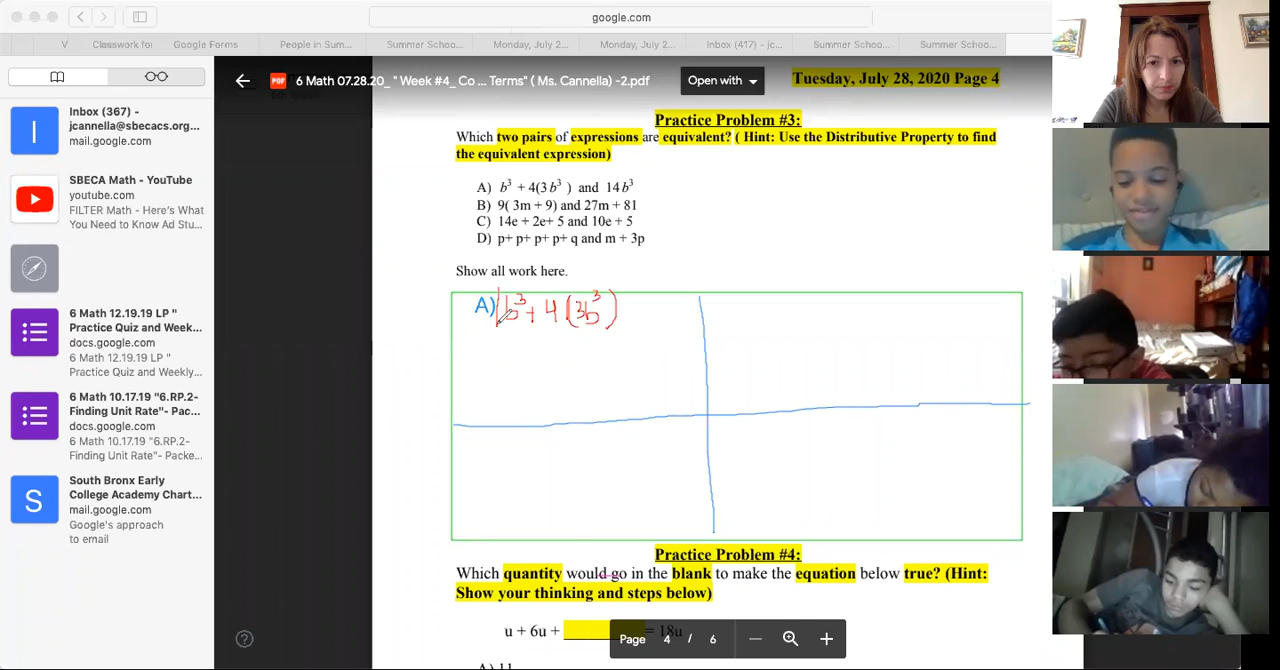 google.com
V
Classwork for
Google Forms
People in Sum...
Summer Schoo...
Monday, July 2...
Monday, July 2...
Inbox (417) – jc...
Summer Schoo...
Summer Schoo...
6 Math 07.28.20_ " Week #4_ Co ... Terms" ( Ms. Cannella) -2.pdf
Open with
Inbox (367) -
jcannella@sbecacs.org...
mail.google.com
SBECA Math - YouTube
youtube.com
FILTER Math - Here's What
You Need to Know Ad Stu...
6 Math 12.19.19 LP "
Practice Quiz and Week...
docs.google.com
6 Math 12.19.19 LP "
Practice Quiz and Weekly...
6 Math 10.17.19 "6.RP.2-
Finding Unit Rate"- Pac...
docs.google.com
6 Math 10.17.19 "6.RP.2-
Finding Unit Rate"- Packe...
S
South Bronx Early
College Academy Chart...
mail.google.com
Google's approach
to email
Tuesday, July 28, 2020 Page 4
Practice Problem #3:
Which two pairs of expressions are equivalent? ( Hint: Use the Distributive Property to find
the equivalent expression)
A) b³ + 4(3b³ ) and 14b³
B) 9( 3m + 9) and 27m + 81
C) 14e + 2e+ 5 and 10e + 5
D) p+ p+ p+ p+ q and m + 3p
Show all work here.
A) 1b³ + 4 (3b³)
Practice Problem #4:
Which quantity would go in the blank to make the equation below true? (Hint:
Show your thinking and steps below)
u + 6u + = 18u
A) 11
Page 4 / 6